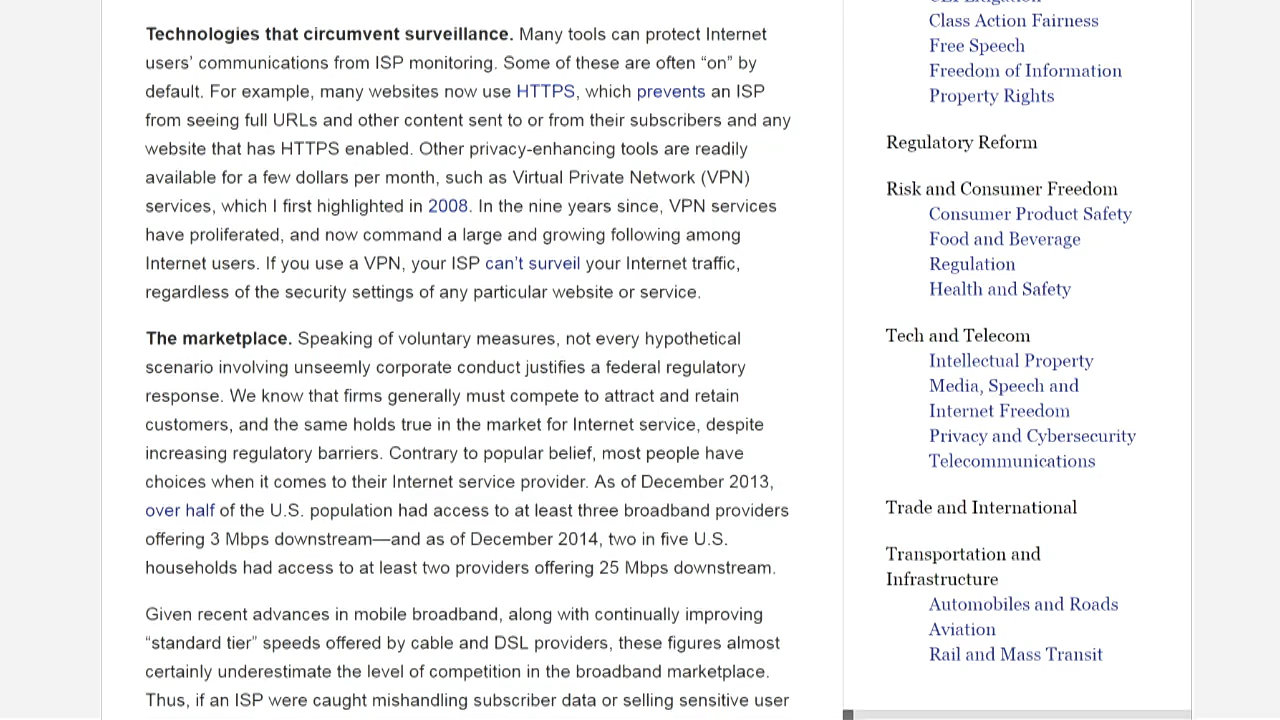 Technologies that circumvent surveillance. Many tools can protect Internet
users’ communications from ISP monitoring. Some of these are often “on” by
default. For example, many websites now use HTTPS, which prevents an ISP
from seeing full URLs and other content sent to or from their subscribers and any
website that has HTTPS enabled. Other privacy-enhancing tools are readily
available for a few dollars per month, such as Virtual Private Network (VPN)
services, which I first highlighted in 2008. In the nine years since, VPN services
have proliferated, and now command a large and growing following among
Internet users. If you use a VPN, your ISP can’t surveil your Internet traffic,
regardless of the security settings of any particular website or service.
The marketplace. Speaking of voluntary measures, not every hypothetical
scenario involving unseemly corporate conduct justifies a federal regulatory
response. We know that firms generally must compete to attract and retain
customers, and the same holds true in the market for Internet service, despite
increasing regulatory barriers. Contrary to popular belief, most people have
choices when it comes to their Internet service provider. As of December 2013,
over half of the U.S. population had access to at least three broadband providers
offering 3 Mbps downstream—and as of December 2014, two in five U.S.
households had access to at least two providers offering 25 Mbps downstream.
Given recent advances in mobile broadband, along with continually improving
“standard tier” speeds offered by cable and DSL providers, these figures almost
certainly underestimate the level of competition in the broadband marketplace.
Thus, if an ISP were caught mishandling subscriber data or selling sensitive user
Class Action Fairness
Free Speech
Freedom of Information
Property Rights
Regulatory Reform
Risk and Consumer Freedom
Consumer Product Safety
Food and Beverage
Regulation
Health and Safety
Tech and Telecom
Intellectual Property
Media, Speech and
Internet Freedom
Privacy and Cybersecurity
Telecommunications
Trade and International
Transportation and
Infrastructure
Automobiles and Roads
Aviation
Rail and Mass Transit